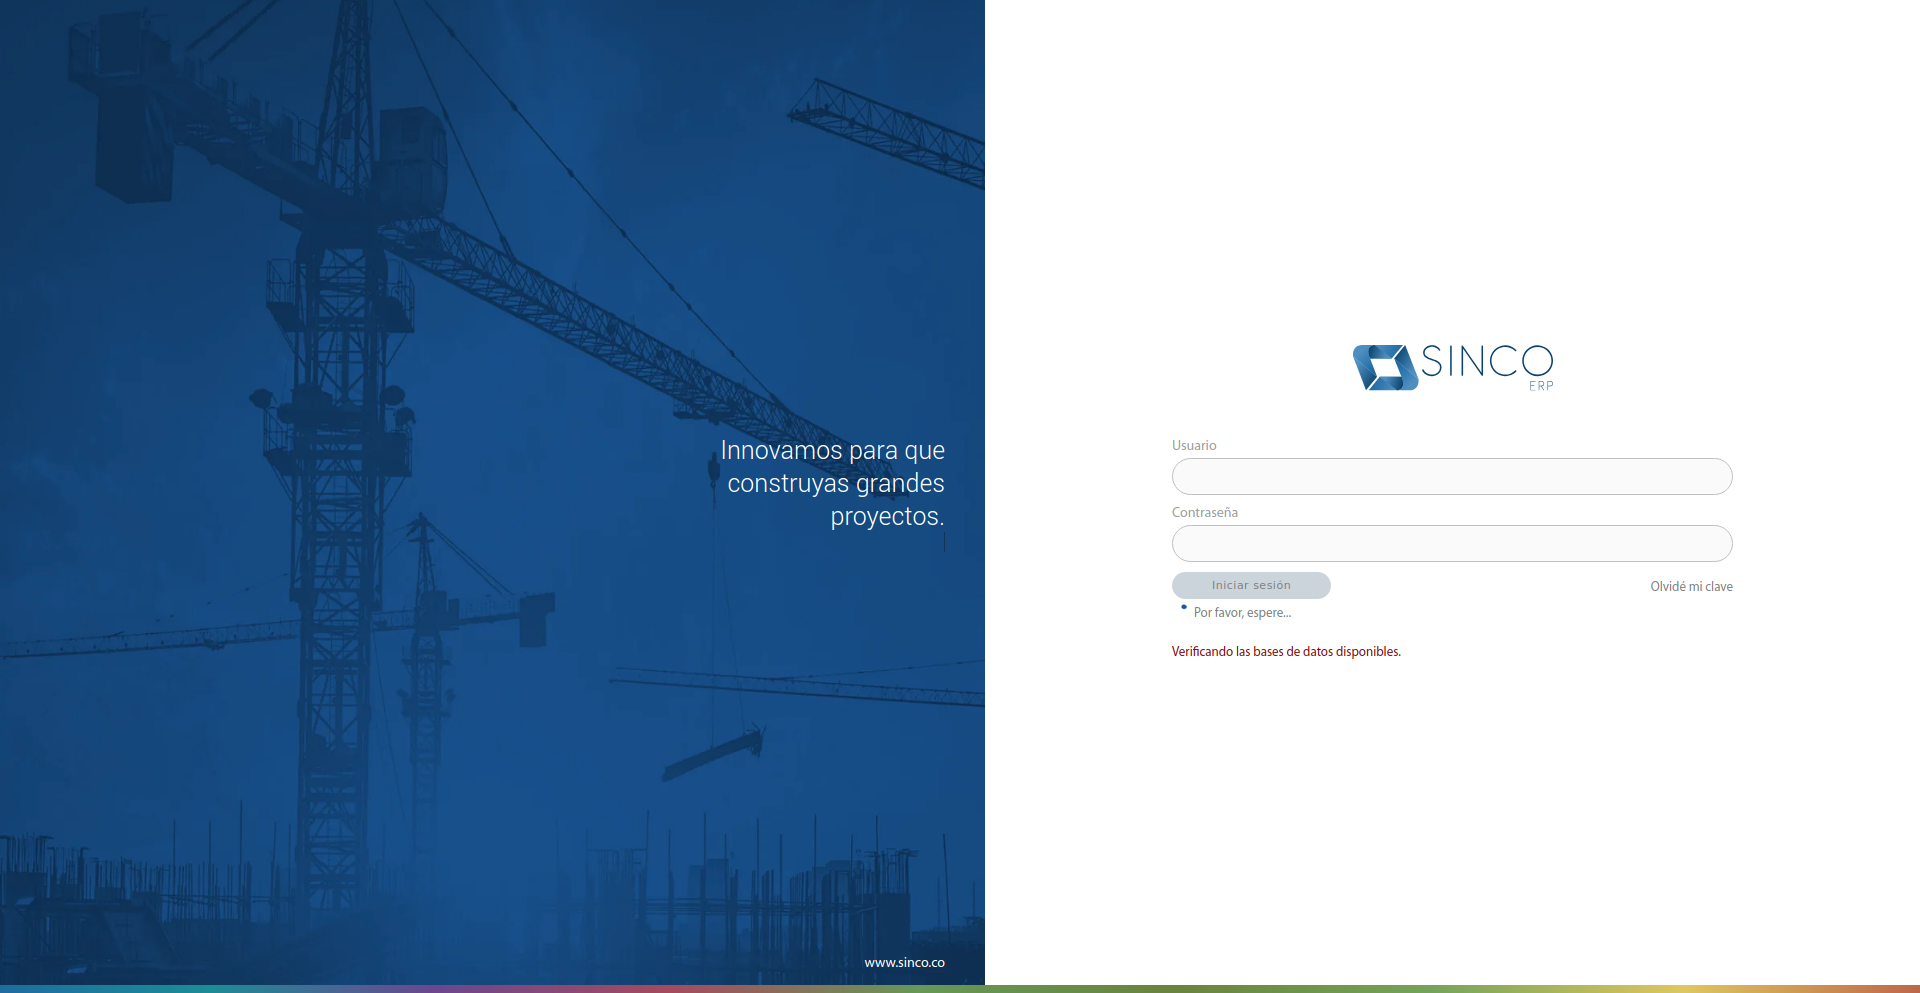 Innovamos para que
construyas grandes
proyectos.
www.sinco.co
SINCO
ERP
Usuario
Contraseña
Iniciar sesión
Olvidé mi clave
Por favor, espere...
Verificando las bases de datos disponibles.